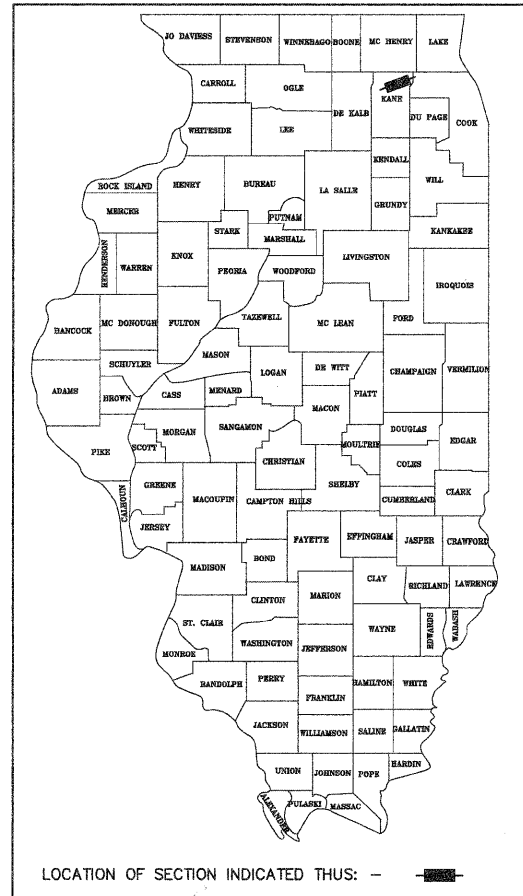 JO DAVIESS
STEVENSON
WINNEBAGO
BOONE
MC HENRY
LAKE
CARROLL
OGLE
DE KALB
KANE
DU PAGE
COOK
WHITESIDE
LEE
KENDALL
WILL
ROCK ISLAND
HENRY
BUREAU
LA SALLE
GRUNDY
MERCER
PUTNAM
STARK
MARSHALL
KANKAKEE
HENDERSON
WARREN
KNOX
PEORIA
WOODFORD
LIVINGSTON
IROQUOIS
HANCOCK
MC DONOUGH
FULTON
TAZEWELL
MC LEAN
FORD
SCHUYLER
MASON
LOGAN
DE WITT
CHAMPAIGN
VERMILION
ADAMS
BROWN
CASS
MENARD
PIATT
MACON
PIKE
SCOTT
MORGAN
SANGAMON
MOULTRIE
DOUGLAS
EDGAR
CHRISTIAN
COLES
CALHOUN
GREENE
MACOUPIN
CAMPTON HILLS
SHELBY
CUMBERLAND
CLARK
JERSEY
FAYETTE
EFFINGHAM
JASPER
CRAWFORD
MADISON
BOND
CLAY
RICHLAND
LAWRENCE
CLINTON
MARION
ST. CLAIR
WAYNE
EDWARDS
WABASH
MONROE
WASHINGTON
JEFFERSON
RANDOLPH
PERRY
HAMILTON
WHITE
FRANKLIN
JACKSON
WILLIAMSON
SALINE
GALLATIN
UNION
JOHNSON
POPE
HARDIN
ALEXANDER
PULASKI
MASSAC
LOCATION OF SECTION INDICATED THUS: -